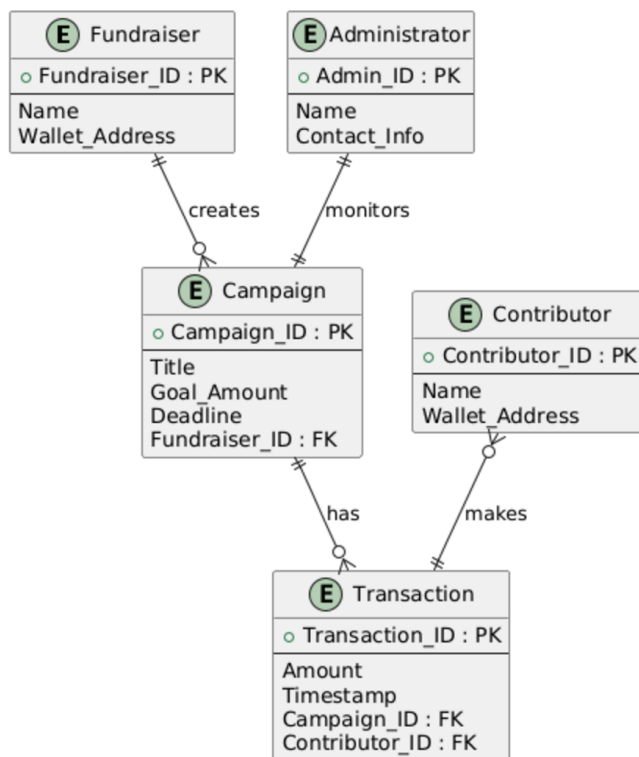 E Fundraiser
Fundraiser_ID : PK
Name
Wallet_Address
E Administrator
Admin_ID : PK
Name
Contact_Info
creates
monitors
E Campaign
Campaign_ID : PK
Title
Goal_Amount
Deadline
Fundraiser_ID : FK
E Contributor
Contributor_ID : PK
Name
Wallet_Address
has
makes
E Transaction
Transaction_ID : PK
Amount
Timestamp
Campaign_ID : FK
Contributor_ID : FK